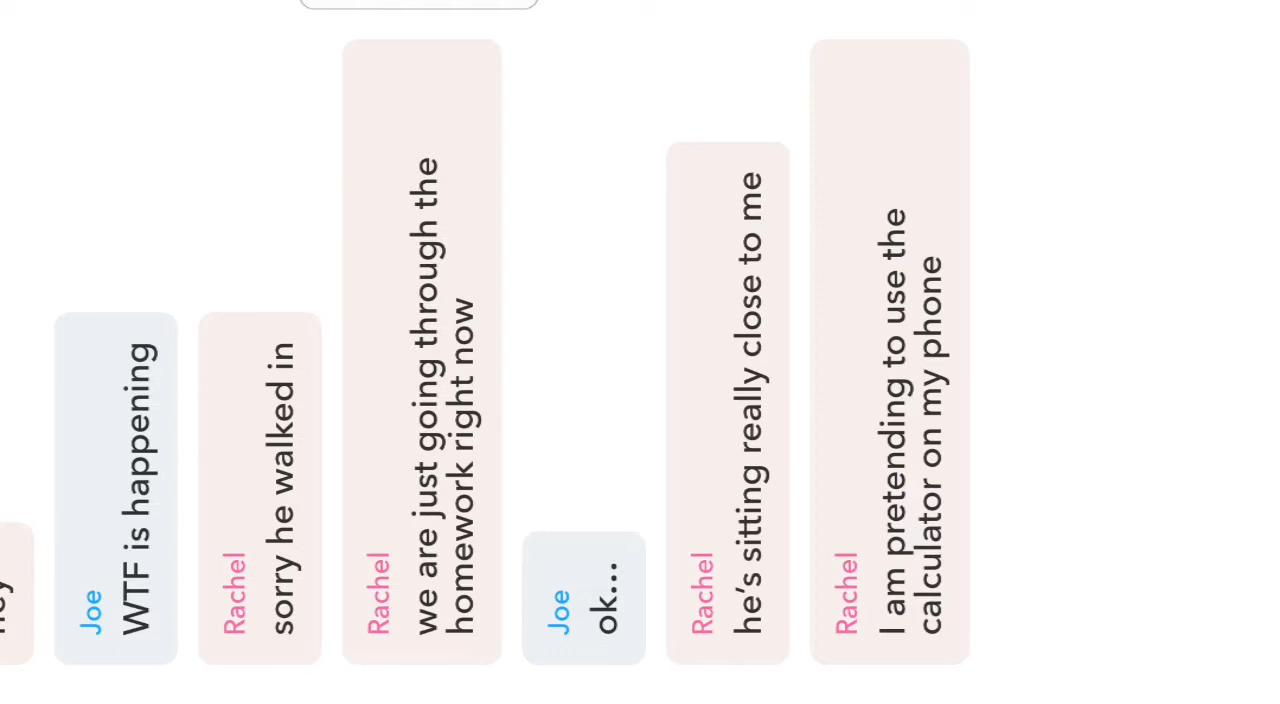 hey
Joe
WTF is happening
Rachel
sorry he walked in
Rachel
we are just going through the
homework right now
Joe
ok...
Rachel
he's sitting really close to me
Rachel
I am pretending to use the
calculator on my phone